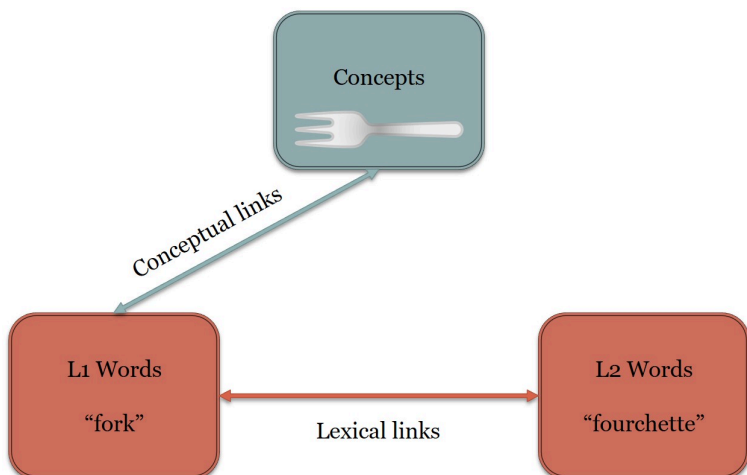 Concepts
Conceptual links
L1 Words
“fork”
Lexical links
L2 Words
“fourchette”